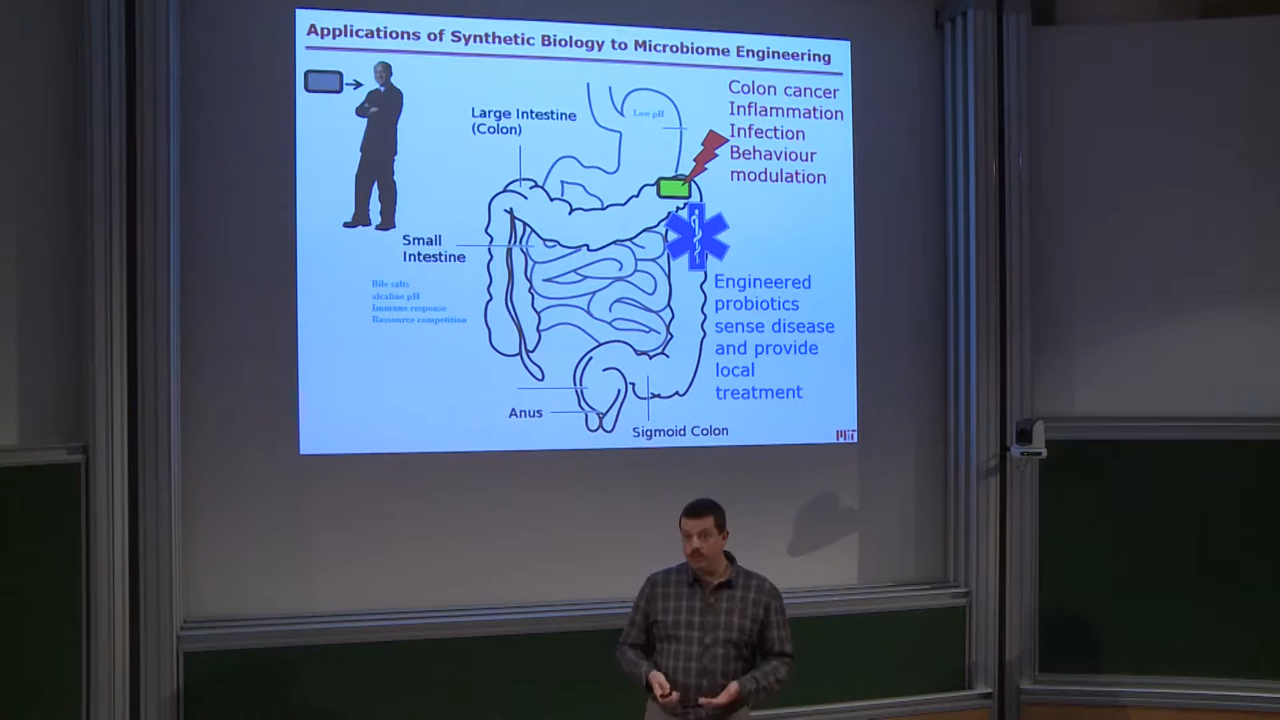 Applications of Synthetic Biology to Microbiome Engineering
Large Intestine
(Colon)
Low pH
Colon cancer
Inflammation
Infection
Behaviour
modulation
Small
Intestine
Bile salts
alcaline pH
Immune response
Ressource competition
Engineered
probiotics
sense disease
and provide
local
treatment
Anus
Sigmoid Colon
MIT